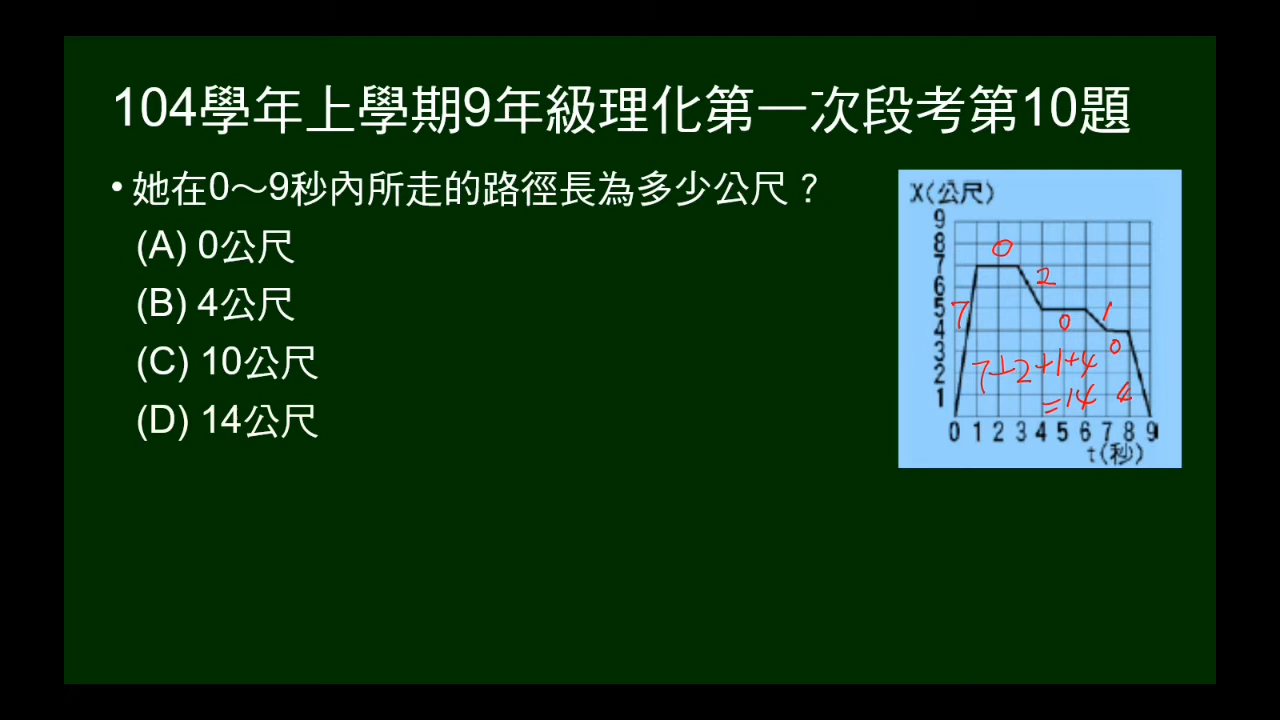 104學年上學期9年級理化第一次段考第10題
• 她在0～9秒內所走的路徑長為多少公尺？
(A) 0公尺
(B) 4公尺
(C) 10公尺
(D) 14公尺
X(公尺)
9
8
7
6
5
4
3
2
1
0 1 2 3 4 5 6 7 8 9
t(秒)
0
2
7
0
1
0
7+2+1+4
=14
4